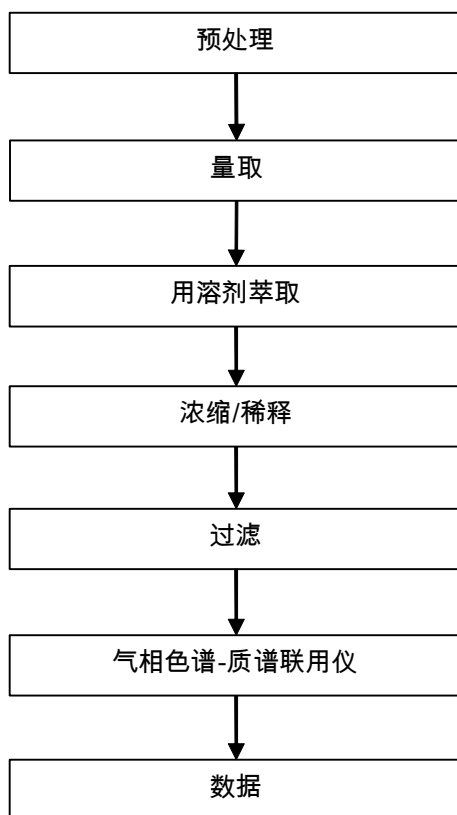 预处理
量取
用溶剂萃取
浓缩/稀释
过滤
气相色谱-质谱联用仪
数据